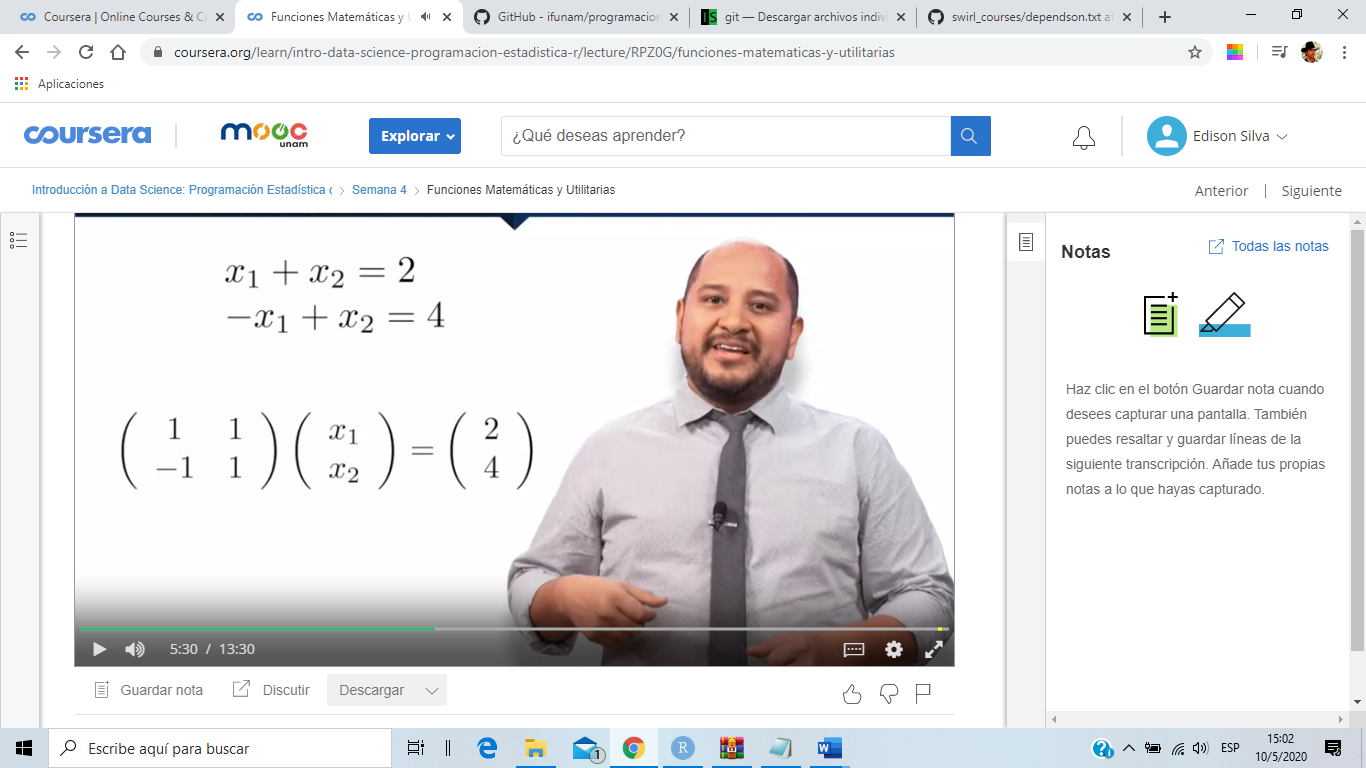 Coursera | Online Courses & C
Funciones Matemáticas y U
GitHub - ifunam/programacion
git — Descargar archivos indivi
swirl_courses/dependson.txt at
coursera.org/learn/intro-data-science-programacion-estadistica-r/lecture/RPZ0G/funciones-matematicas-y-utilitarias
Aplicaciones
coursera
mooc
unam
Explorar
¿Qué deseas aprender?
Edison Silva
Introducción a Data Science: Programación Estadística c > Semana 4 > Funciones Matemáticas y Utilitarias
Anterior | Siguiente
x₁ + x₂ = 2
−x₁ + x₂ = 4
( 1 1 ) ( x₁ ) = ( 2 )
( −1 1 ) ( x₂ ) ( 4 )
5:30 / 13:30
Guardar nota
Discutir
Descargar
Notas
Todas las notas
Haz clic en el botón Guardar nota cuando
desees capturar una pantalla. También
puedes resaltar y guardar líneas de la
siguiente transcripción. Añade tus propias
notas a lo que hayas capturado.
Escribe aquí para buscar
1
R
ESP
15:02
10/5/2020